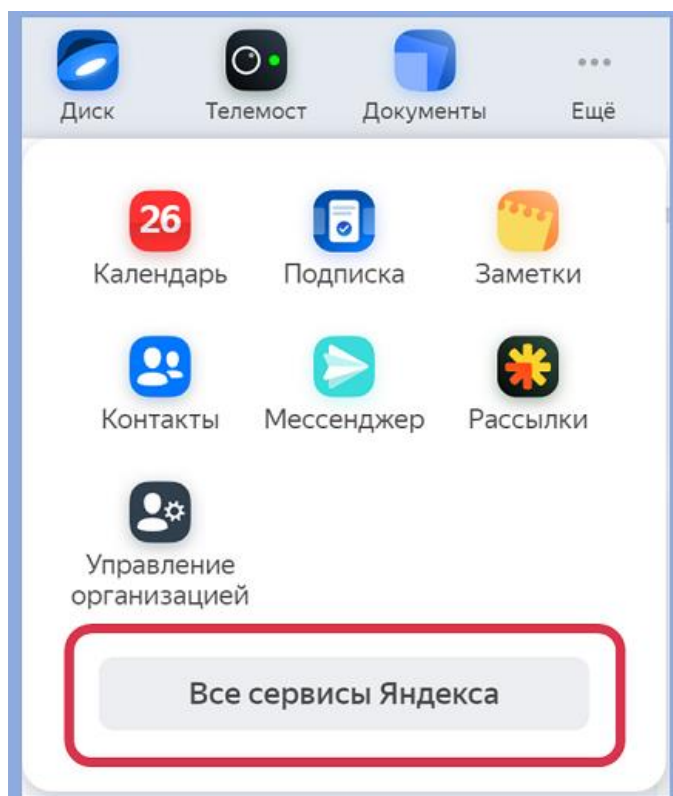 Диск Телемост Документы Ещё
26
Календарь Подписка Заметки
Контакты Мессенджер Рассылки
Управление
организацией
Все сервисы Яндекса